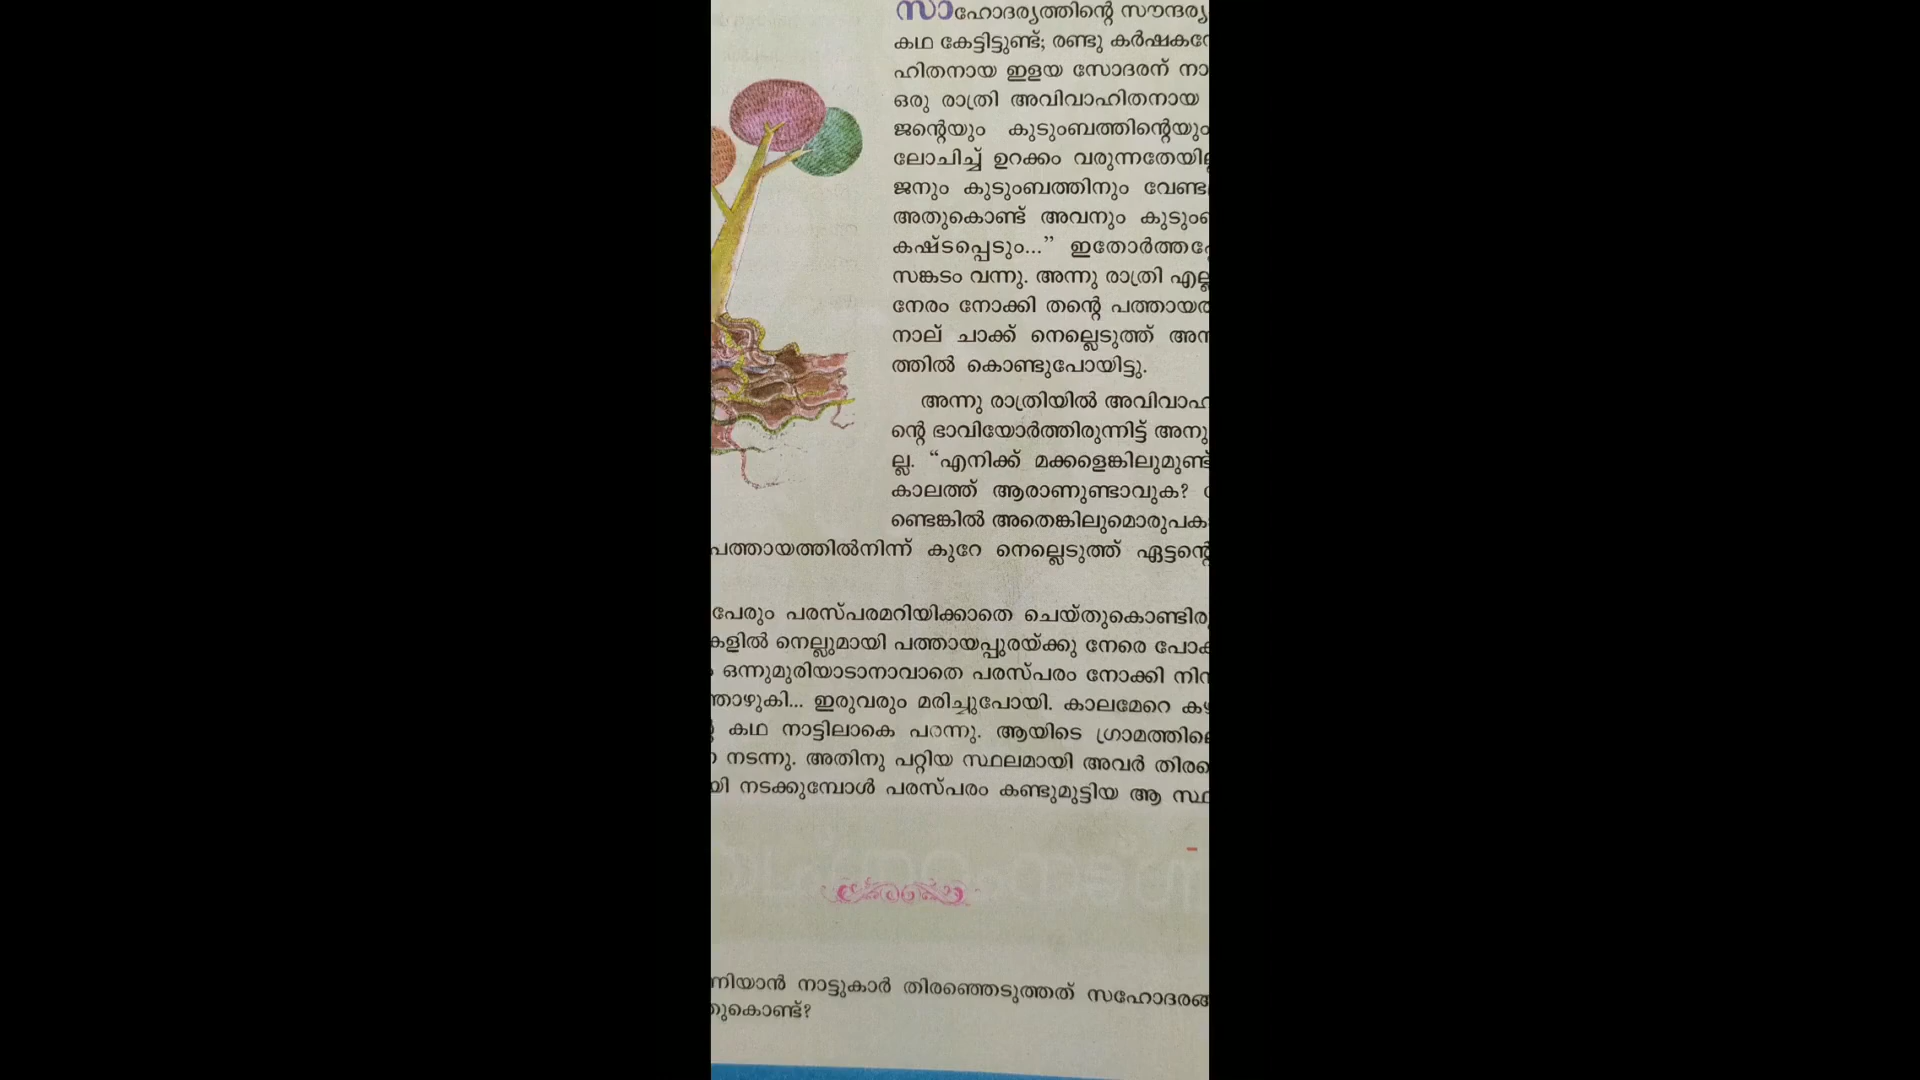 സാഹോദര്യത്തിന്റെ സൗന്ദര്യ
കഥ കേട്ടിട്ടുണ്ട്; രണ്ടു കർഷക
ഹിതനായ ഇളയ സോദരന് നാ
ഒരു രാത്രി അവിവാഹിതനായ
ജന്റെയും കുടുംബത്തിന്റെയും
ലോചിച്ച് ഉറക്കം വരുന്നതേയി
ജനും കുടുംബത്തിനും വേണ്ട
അതുകൊണ്ട് അവനും കുടും
കഷ്ടപ്പെടും...” ഇതോർത്ത
സങ്കടം വന്നു. അന്നു രാത്രി എല്ല
നേരം നോക്കി തന്റെ പത്തായ
നാല് ചാക്ക് നെല്ലെടുത്ത് അ
ത്തിൽ കൊണ്ടുപോയിട്ടു.
അന്നു രാത്രിയിൽ അവിവാഹ
ന്റെ ഭാവിയോർത്തിരുന്നിട്ട് അനു
ല്ല. “എനിക്ക് മക്കളെങ്കിലുമുണ്ട്
കാലത്ത് ആരാണുണ്ടാവുക?
ണ്ടെങ്കിൽ അതെങ്കിലുമൊരുപക
പത്തായത്തിൽനിന്ന് കുറേ നെല്ലെടുത്ത് ഏട്ടന്റെ
പേരും പരസ്പരമറിയിക്കാതെ ചെയ്തുകൊണ്ടിരു
കളിൽ നെല്ലുമായി പത്തായപ്പുരയ്ക്കു നേരെ പോക
ഒന്നുമുരിയാടാനാവാതെ പരസ്പരം നോക്കി നി
ഞൊഴുകി... ഇരുവരും മരിച്ചുപോയി. കാലമേറെ ക
കഥ നാട്ടിലാകെ പരന്നു. ആയിടെ ഗ്രാമത്തിലെ
നടന്നു. അതിനു പറ്റിയ സ്ഥലമായി അവർ തിര
യി നടക്കുമ്പോൾ പരസ്പരം കണ്ടുമുട്ടിയ ആ സ്ഥ
ണിയാൻ നാട്ടുകാർ തിരഞ്ഞെടുത്തത് സഹോദര
തുകൊണ്ട്?